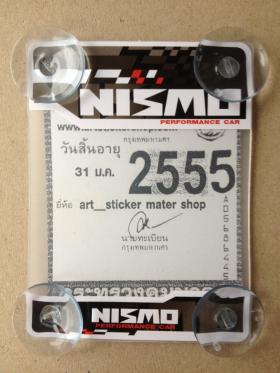 NISMO
PERFORMANCE CAR
กรุงเทพมหานคร
วันสิ้นอายุ
2555
31 ม.ค.
ยี่ห้อ art__sticker mater shop
นายทะเบียน
กรุงเทพมหานคร
NISMO
PERFORMANCE CAR